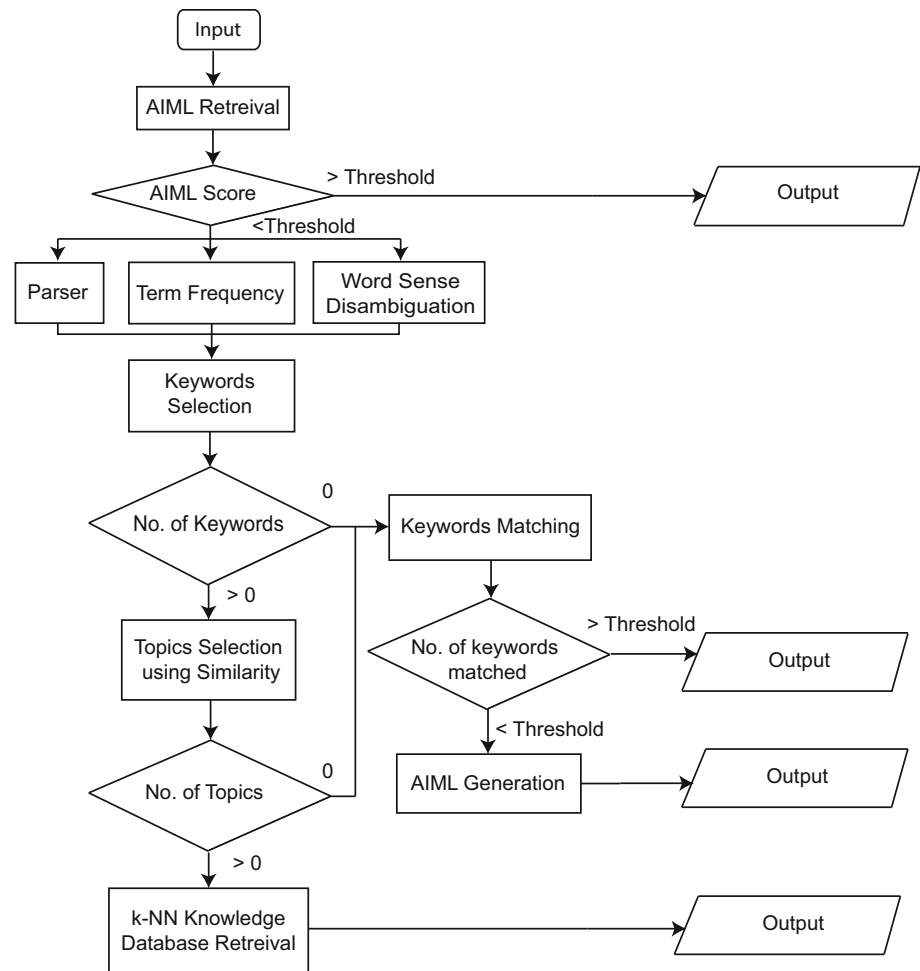 Input
AIML Retreival
AIML Score
> Threshold
Output
<Threshold
Parser
Term Frequency
Word Sense
Disambiguation
Keywords
Selection
No. of Keywords
0
Keywords Matching
> 0
Topics Selection
using Similarity
No. of keywords
matched
> Threshold
Output
< Threshold
No. of Topics
0
AIML Generation
Output
> 0
k-NN Knowledge
Database Retreival
Output